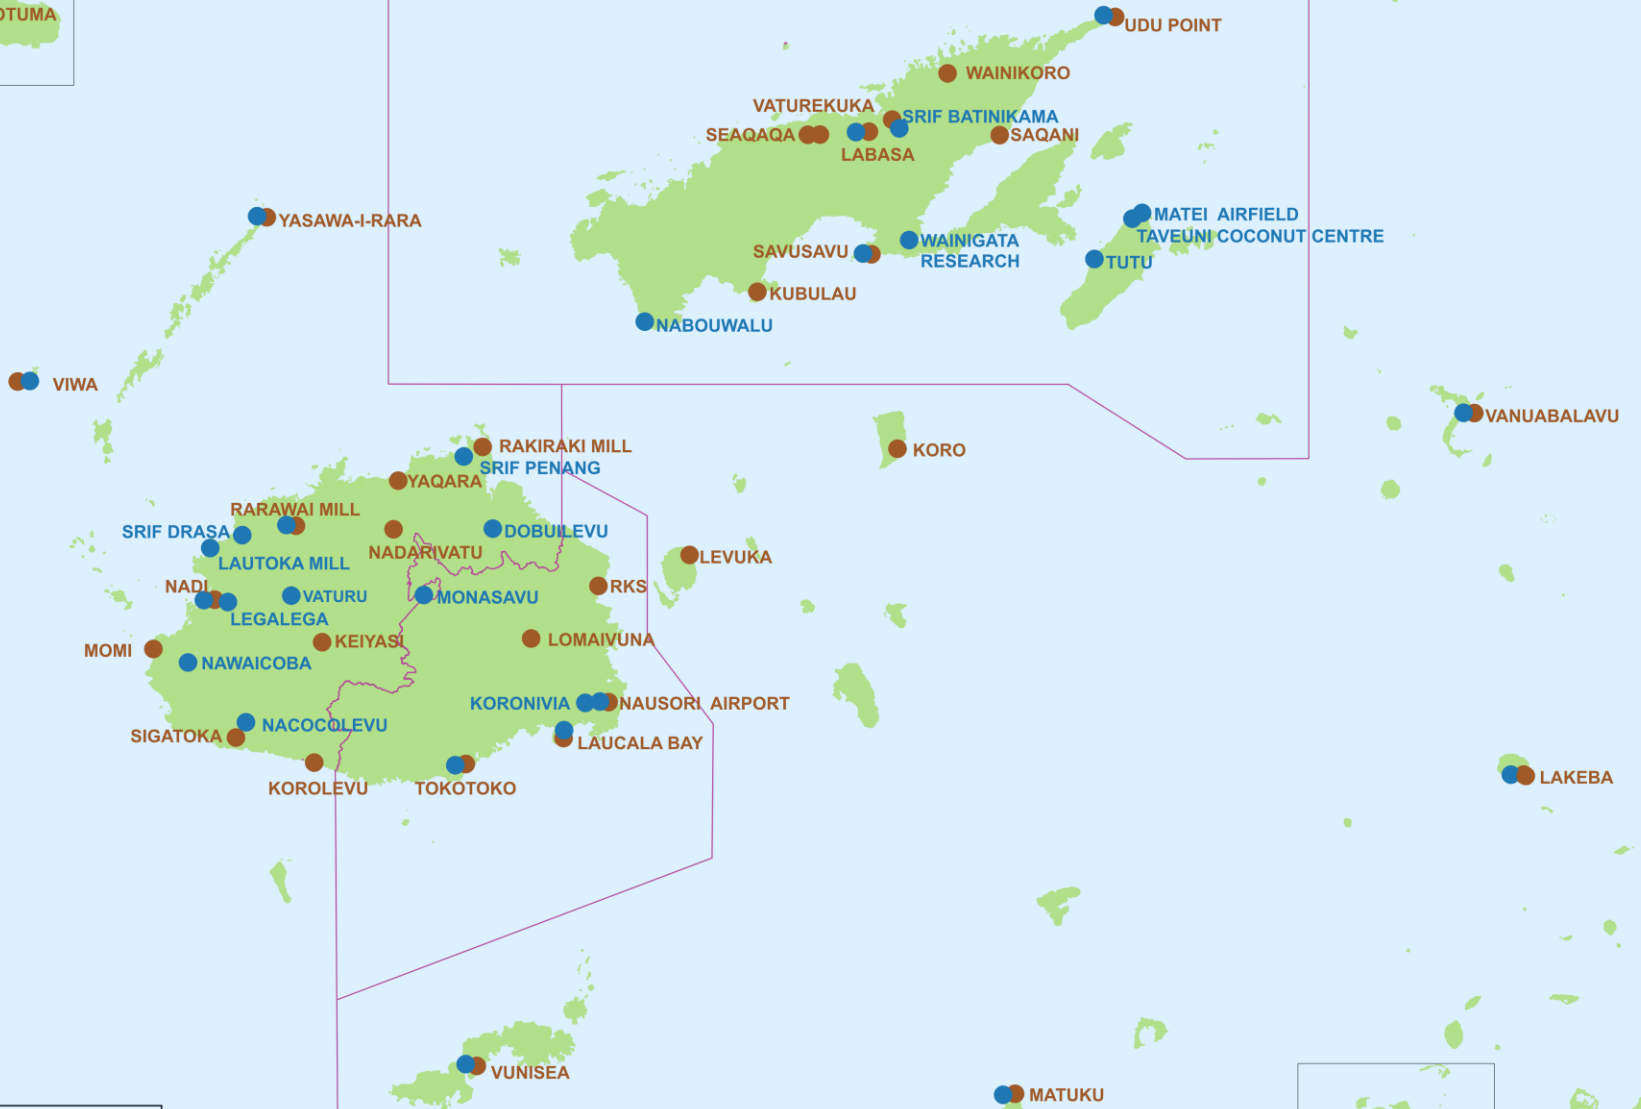 UDU POINT
WAINIKORO
VATUREKUKA
SRIF BATINIKAMA
SEAQAQA
SAQANI
LABASA
YASAWA-I-RARA
MATEI AIRFIELD
TAVEUNI COCONUT CENTRE
WAINIGATA
RESEARCH
SAVUSAVU
TUTU
KUBULAU
NABOUWALU
VIWA
VANUABALAVU
RAKIRAKI MILL
KORO
SRIF PENANG
YAQARA
RARAWAI MILL
SRIF DRASA
DOBUILEVU
NADARIVATU
LEVUKA
LAUTOKA MILL
NADI
RKS
VATURU
MONASAVU
LEGALEGA
KEIYASI
LOMAIVUNA
MOMI
NAWAICOBA
KORONIVIA
NAUSORI AIRPORT
NACOCOLEVU
SIGATOKA
LAUCALA BAY
LAKEBA
KOROLEVU
TOKOTOKO
VUNISEA
MATUKU